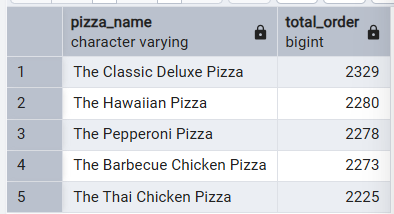 pizza_name total_order
character varying bigint
1 The Classic Deluxe Pizza 2329
2 The Hawaiian Pizza 2280
3 The Pepperoni Pizza 2278
4 The Barbecue Chicken Pizza 2273
5 The Thai Chicken Pizza 2225